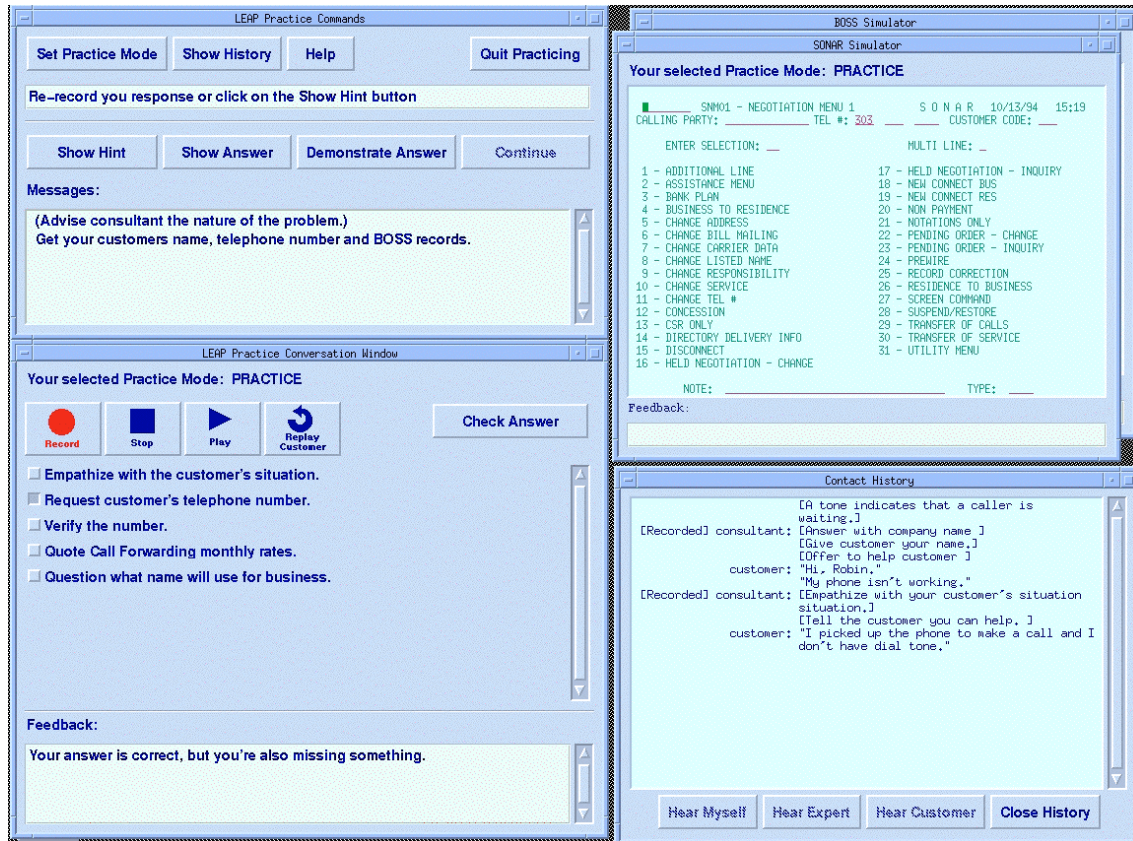 LEAP Practice Commands
Set Practice Mode
Show History
Help
Quit Practicing
Re-record you response or click on the Show Hint button
Show Hint
Show Answer
Demonstrate Answer
Continue
Messages:
(Advise consultant the nature of the problem.)
Get your customers name, telephone number and BOSS records.
LEAP Practice Conversation Window
Your selected Practice Mode: PRACTICE
Record
Stop
Play
Replay
Customer
Check Answer
Empathize with the customer's situation.
Request customer's telephone number.
Verify the number.
Quote Call Forwarding monthly rates.
Question what name will use for business.
Feedback:
Your answer is correct, but you're also missing something.
BOSS Simulator
SONAR Simulator
Your selected Practice Mode: PRACTICE
SNM01 - NEGOTIATION MENU 1 S O N A R 10/13/94 15:19
CALLING PARTY: TEL #: 303 CUSTOMER CODE:
ENTER SELECTION: MULTI LINE:
1 - ADDITIONAL LINE 17 - HELD NEGOTIATION - INQUIRY
2 - ASSISTANCE MENU 18 - NEW CONNECT BUS
3 - BANK PLAN 19 - NEW CONNECT RES
4 - BUSINESS TO RESIDENCE 20 - NON PAYMENT
5 - CHANGE ADDRESS 21 - NOTATIONS ONLY
6 - CHANGE BILL MAILING 22 - PENDING ORDER - CHANGE
7 - CHANGE CARRIER DATA 23 - PENDING ORDER - INQUIRY
8 - CHANGE LISTED NAME 24 - PREWIRE
9 - CHANGE RESPONSIBILITY 25 - RECORD CORRECTION
10 - CHANGE SERVICE 26 - RESIDENCE TO BUSINESS
11 - CHANGE TEL # 27 - SCREEN COMMAND
12 - CONCESSION 28 - SUSPEND/RESTORE
13 - CSR ONLY 29 - TRANSFER OF CALLS
14 - DIRECTORY DELIVERY INFO 30 - TRANSFER OF SERVICE
15 - DISCONNECT 31 - UTILITY MENU
16 - HELD NEGOTIATION - CHANGE
NOTE: TYPE:
Feedback:
Contact History
[A tone indicates that a caller is
waiting.]
[Recorded] consultant: [Answer with company name ]
[Give customer your name.]
[Offer to help customer ]
customer: "Hi, Robin."
"My phone isn't working."
[Recorded] consultant: [Empathize with your customer's situation
situation.]
[Tell the customer you can help. ]
customer: "I picked up the phone to make a call and I
don't have dial tone."
Hear Myself
Hear Expert
Hear Customer
Close History